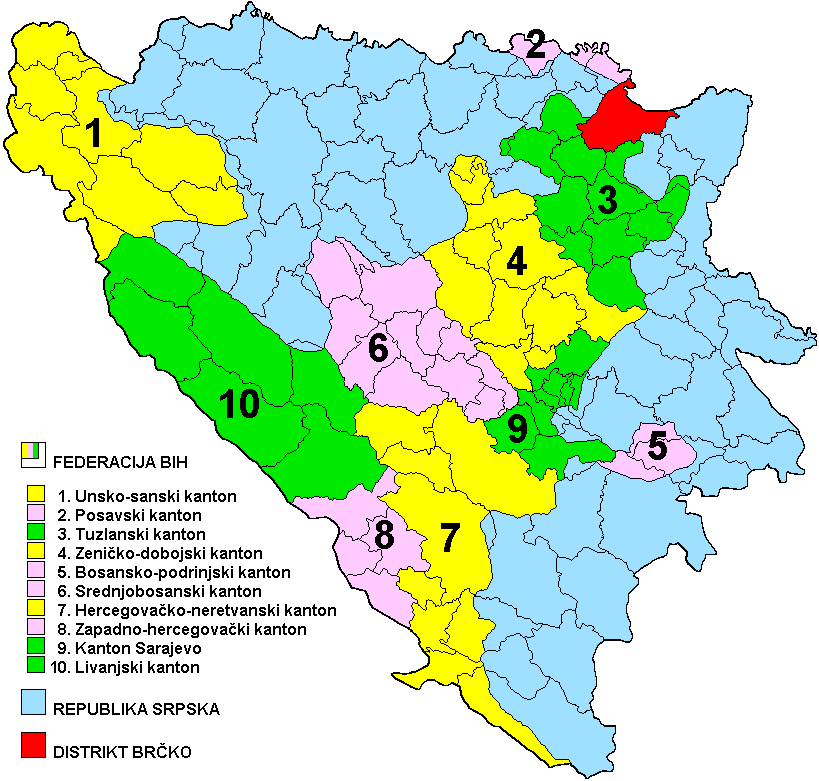 2
1
3
4
6
10
9
5
8
7
FEDERACIJA BIH
1. Unsko-sanski kanton
2. Posavski kanton
3. Tuzlanski kanton
4. Zeničko-dobojski kanton
5. Bosansko-podrinjski kanton
6. Srednjobosanski kanton
7. Hercegovačko-neretvanski kanton
8. Zapadno-hercegovački kanton
9. Kanton Sarajevo
10. Livanjski kanton
REPUBLIKA SRPSKA
DISTRIKT BRČKO